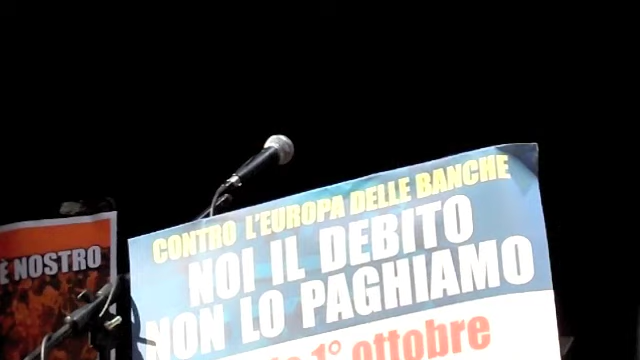 È NOSTRO
CONTRO L'EUROPA DELLE BANCHE
NOI IL DEBITO
NON LO PAGHIAMO
1° ottobre